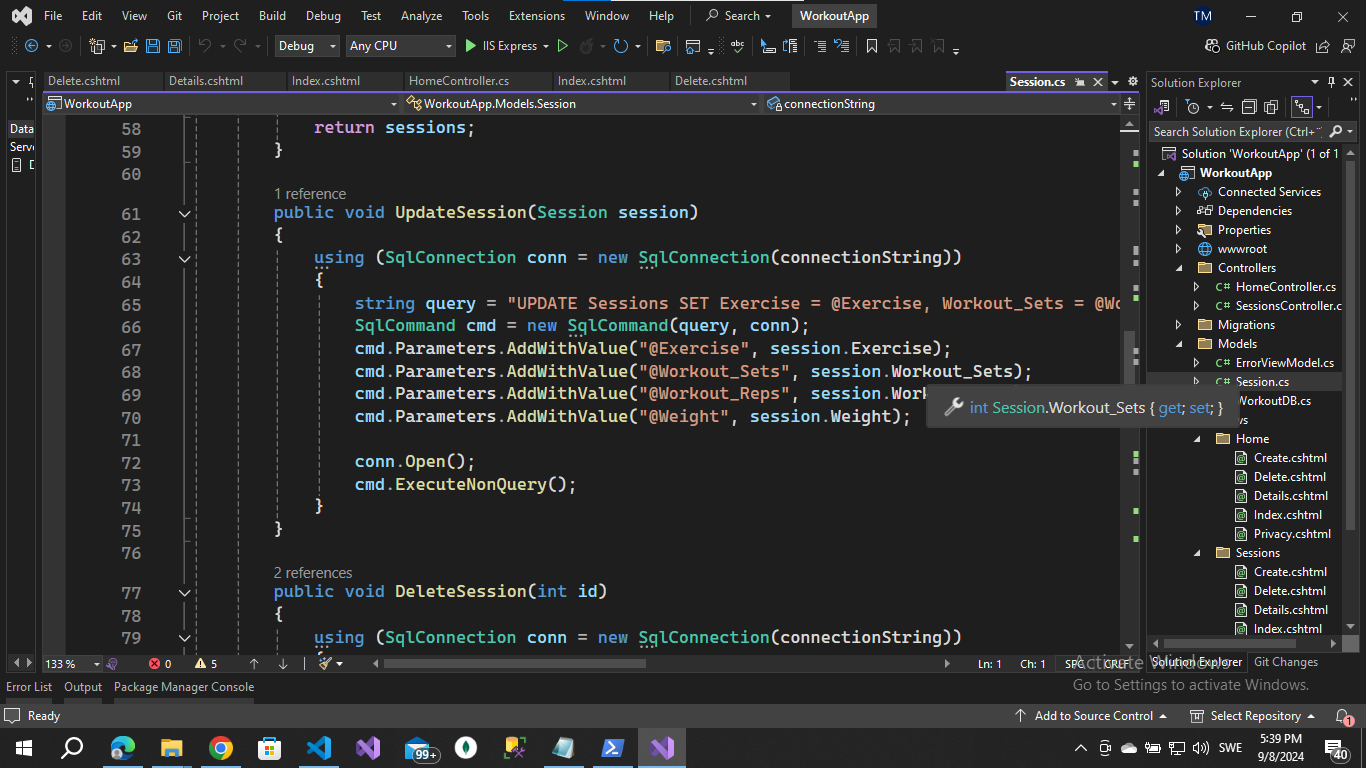 File Edit View Git Project Build Debug Test Analyze Tools Extensions Window Help Search WorkoutApp TM
Debug Any CPU IIS Express GitHub Copilot
Delete.cshtml Details.cshtml Index.cshtml HomeController.cs Index.cshtml Delete.cshtml Session.cs
WorkoutApp WorkoutApp.Models.Session connectionString
58 return sessions;
59 }
60
1 reference
61 public void UpdateSession(Session session)
62 {
63 using (SqlConnection conn = new SqlConnection(connectionString))
64 {
65 string query = "UPDATE Sessions SET Exercise = @Exercise, Workout_Sets = @Wo
66 SqlCommand cmd = new SqlCommand(query, conn);
67 cmd.Parameters.AddWithValue("@Exercise", session.Exercise);
68 cmd.Parameters.AddWithValue("@Workout_Sets", session.Workout_Sets);
69 cmd.Parameters.AddWithValue("@Workout_Reps", session.Work
int Session.Workout_Sets { get; set; }
70 cmd.Parameters.AddWithValue("@Weight", session.Weight);
71
72 conn.Open();
73 cmd.ExecuteNonQuery();
74 }
75 }
76
2 references
77 public void DeleteSession(int id)
78 {
79 using (SqlConnection conn = new SqlConnection(connectionString))
133 % 0 5 Ln: 1 Ch: 1 SPC CRLF
Data
Serv
Solution Explorer
Search Solution Explorer (Ctrl+
Solution 'WorkoutApp' (1 of 1
WorkoutApp
Connected Services
Dependencies
Properties
wwwroot
Controllers
C# HomeController.cs
C# SessionsController.c
Migrations
Models
C# ErrorViewModel.cs
C# Session.cs
WorkoutDB.cs
ws
Home
Create.cshtml
Delete.cshtml
Details.cshtml
Index.cshtml
Privacy.cshtml
Sessions
Create.cshtml
Delete.cshtml
Details.cshtml
Index.cshtml
Solution Explorer Git Changes
Activate Windows
Go to Settings to activate Windows.
Error List Output Package Manager Console
Ready Add to Source Control Select Repository 1
99+ SWE 5:39 PM
9/8/2024 40